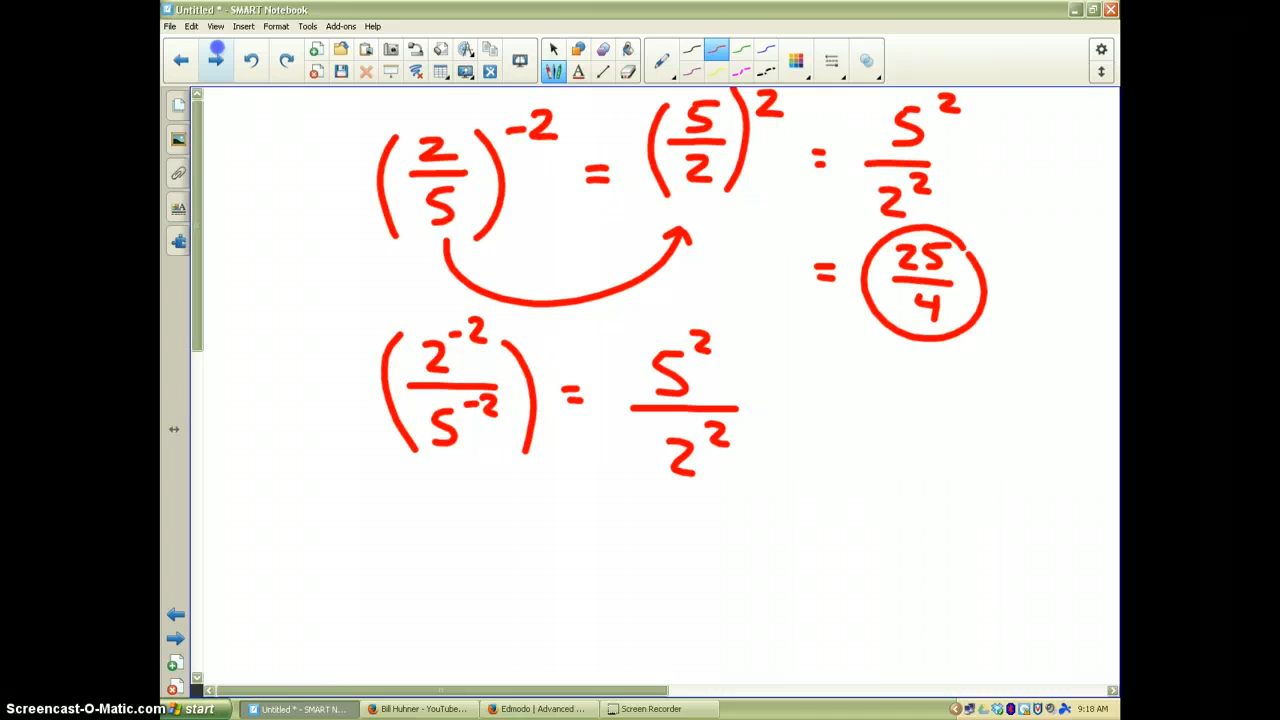 Untitled * - SMART Notebook
File Edit View Insert Format Tools Add-ons Help
(2/5)^-2 = (5/2)^2 = 5^2/2^2
= 25/4
(2^-2/5^-2) = 5^2/2^2
Screencast-O-Matic.com
start Untitled * - SMART N... Bill Huhner - YouTube... Edmodo | Advanced ... Screen Recorder 9:18 AM